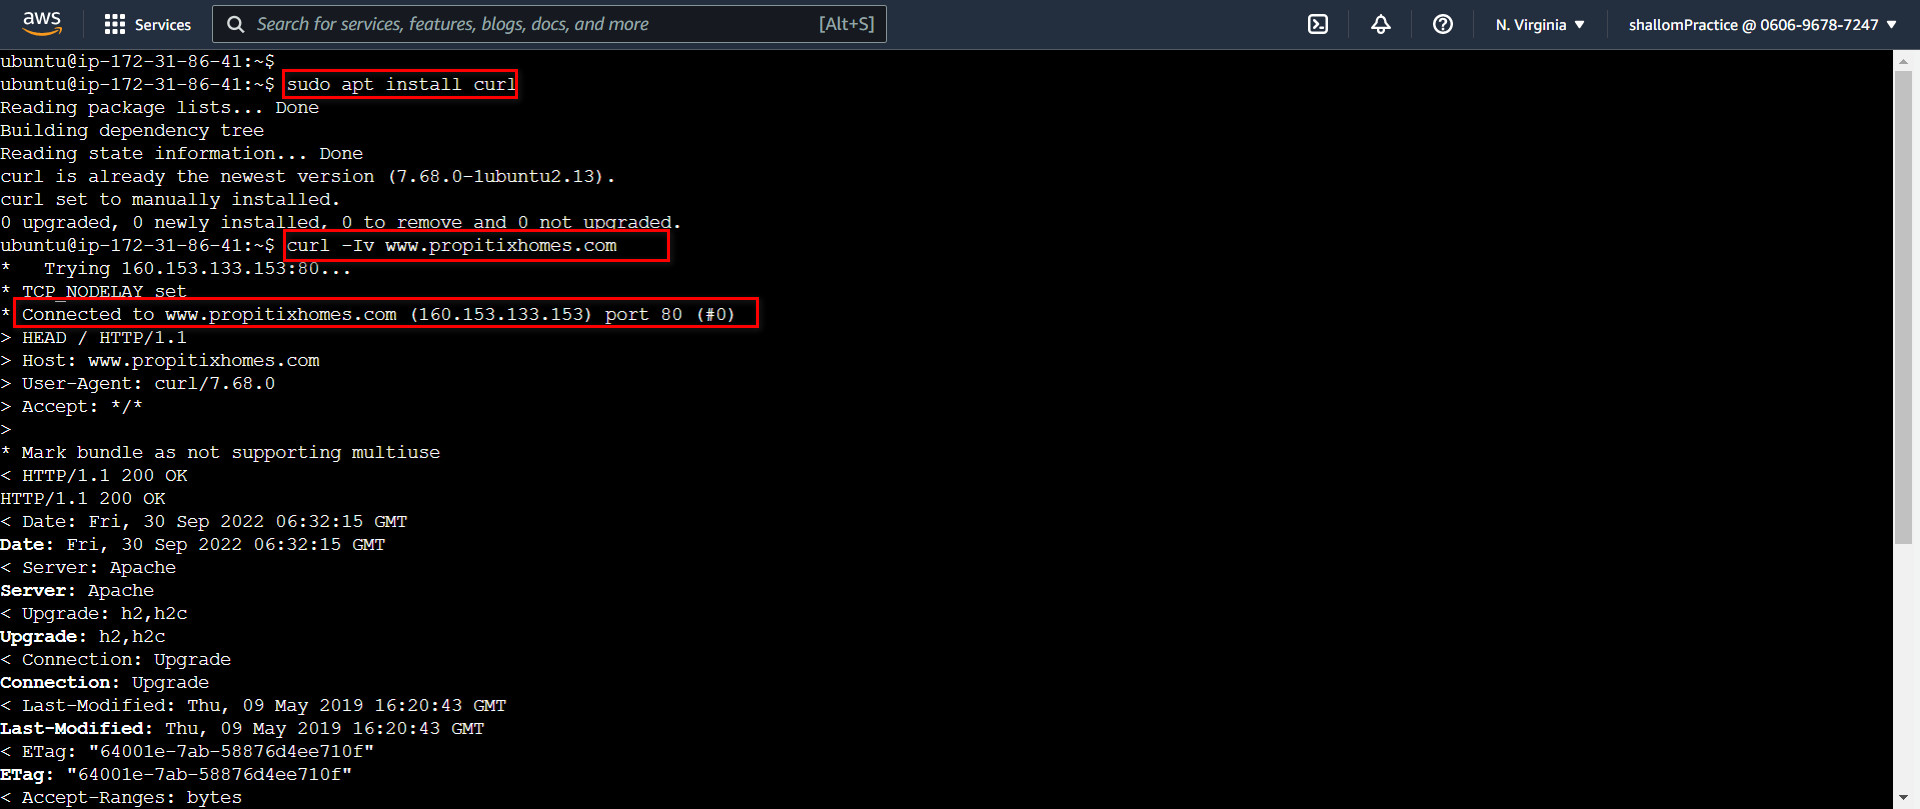 aws Services Search for services, features, blogs, docs, and more [Alt+S] N. Virginia ▼ shallomPractice @ 0606-9678-7247 ▼
ubuntu@ip-172-31-86-41:~$
ubuntu@ip-172-31-86-41:~$ sudo apt install curl
Reading package lists... Done
Building dependency tree
Reading state information... Done
curl is already the newest version (7.68.0-1ubuntu2.13).
curl set to manually installed.
0 upgraded, 0 newly installed, 0 to remove and 0 not upgraded.
ubuntu@ip-172-31-86-41:~$ curl -Iv www.propitixhomes.com
*   Trying 160.153.133.153:80...
* TCP_NODELAY set
* Connected to www.propitixhomes.com (160.153.133.153) port 80 (#0)
> HEAD / HTTP/1.1
> Host: www.propitixhomes.com
> User-Agent: curl/7.68.0
> Accept: */*
>
* Mark bundle as not supporting multiuse
< HTTP/1.1 200 OK
HTTP/1.1 200 OK
< Date: Fri, 30 Sep 2022 06:32:15 GMT
Date: Fri, 30 Sep 2022 06:32:15 GMT
< Server: Apache
Server: Apache
< Upgrade: h2,h2c
Upgrade: h2,h2c
< Connection: Upgrade
Connection: Upgrade
< Last-Modified: Thu, 09 May 2019 16:20:43 GMT
Last-Modified: Thu, 09 May 2019 16:20:43 GMT
< ETag: "64001e-7ab-58876d4ee710f"
ETag: "64001e-7ab-58876d4ee710f"
< Accept-Ranges: bytes